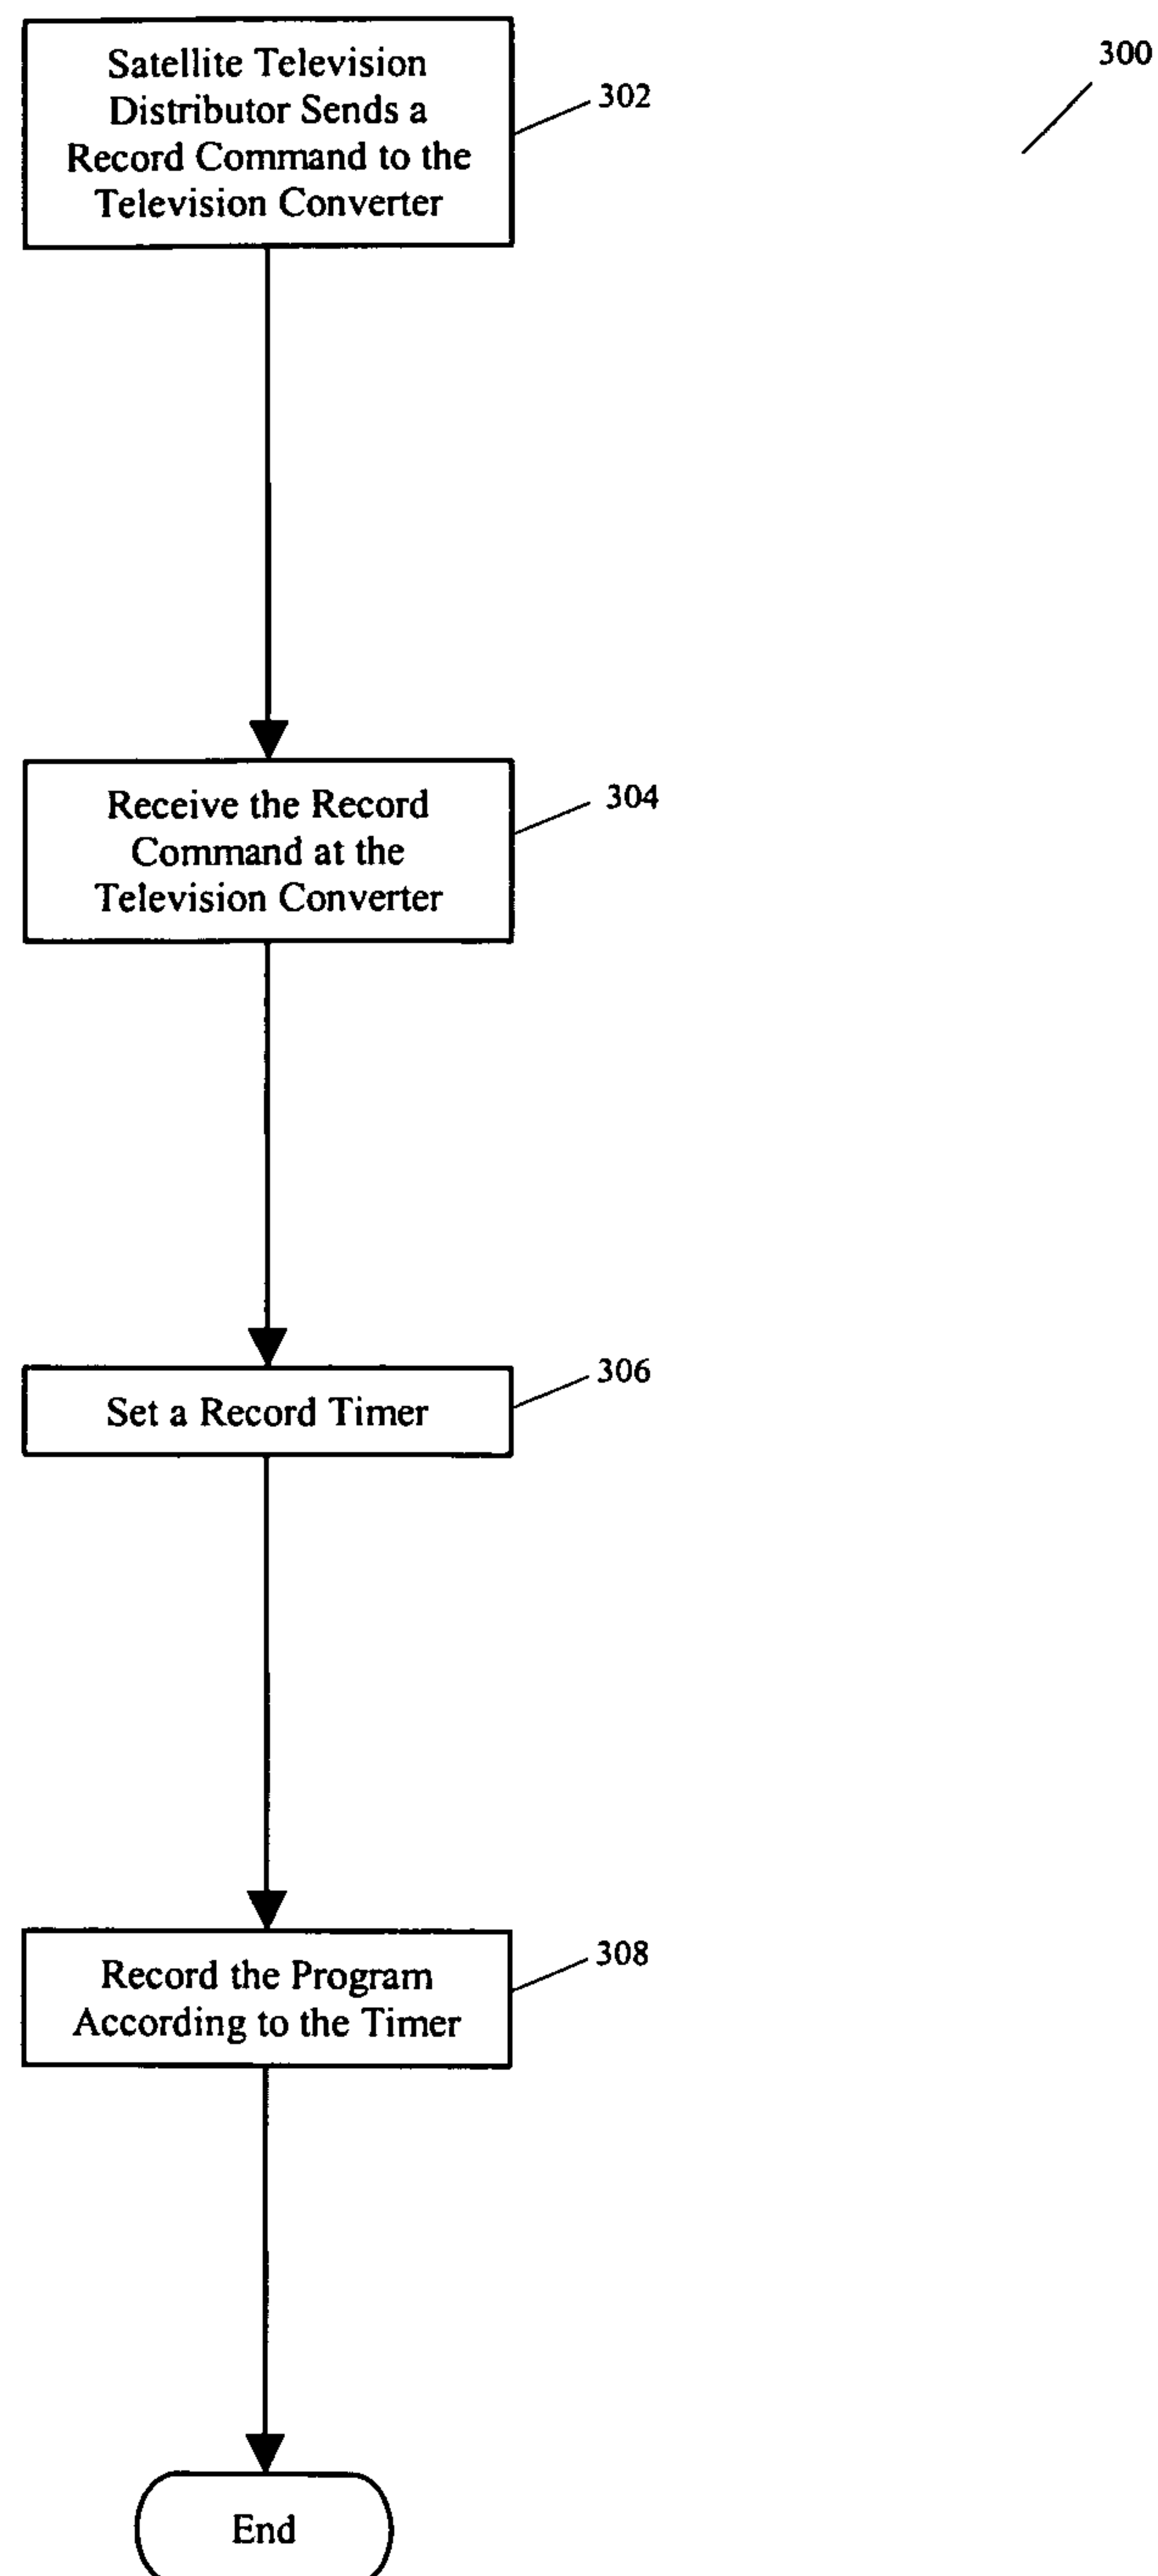 300
Satellite Television
Distributor Sends a
Record Command to the
Television Converter
302
Receive the Record
Command at the
Television Converter
304
Set a Record Timer
306
Record the Program
According to the Timer
308
End